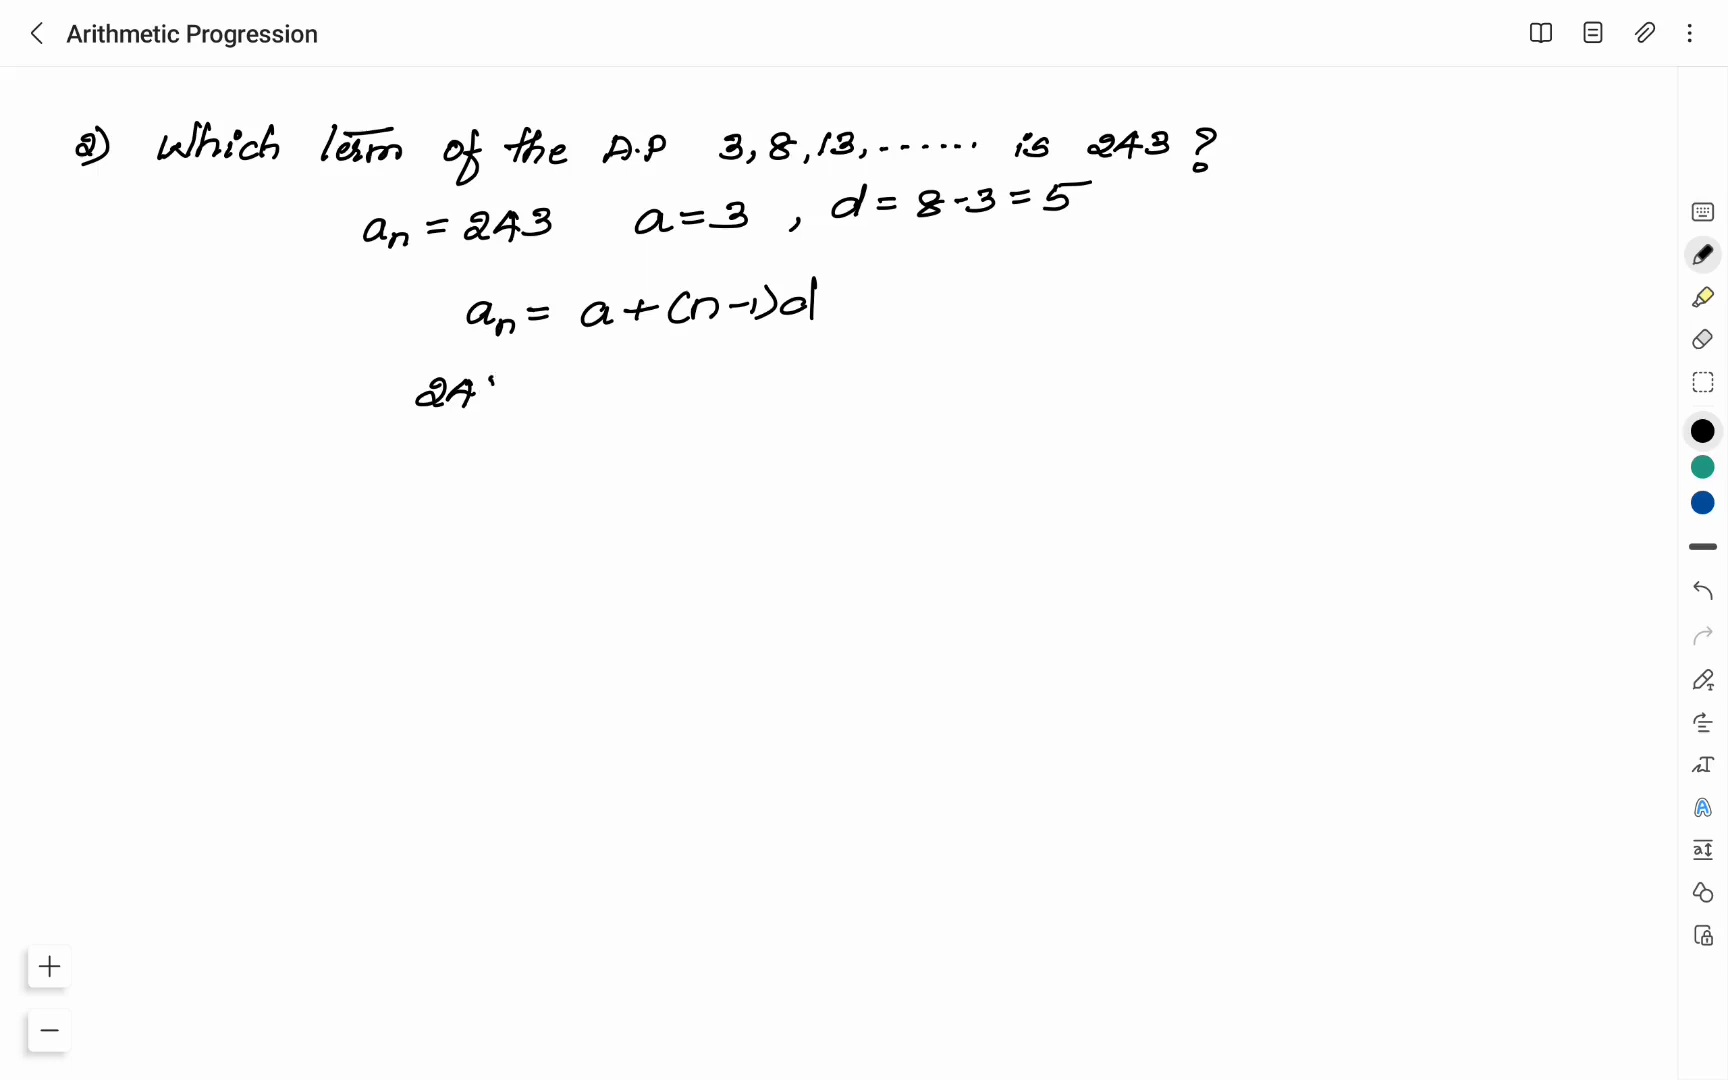 Arithmetic Progression
2) Which term of the A.P 3, 8, 13, ....... is 243 ?
aₙ = 243 a = 3 , d = 8 - 3 = 5
aₙ = a + (n - 1) d
24